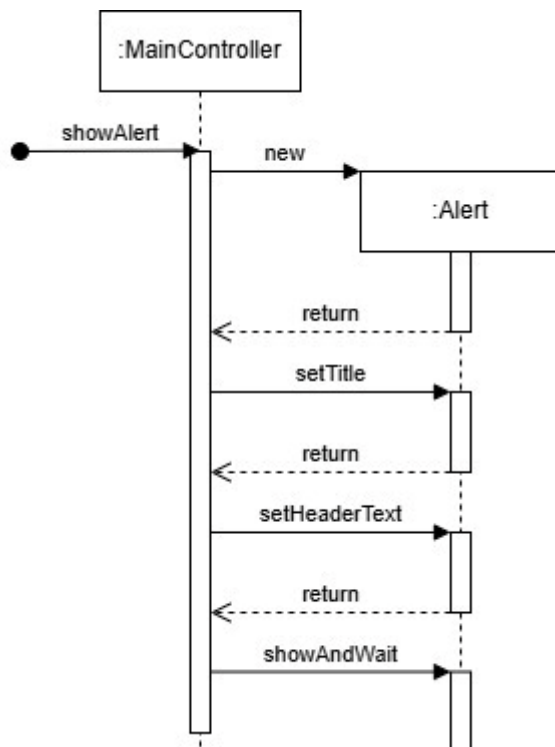 :MainController
showAlert
new
:Alert
return
setTitle
return
setHeaderText
return
showAndWait